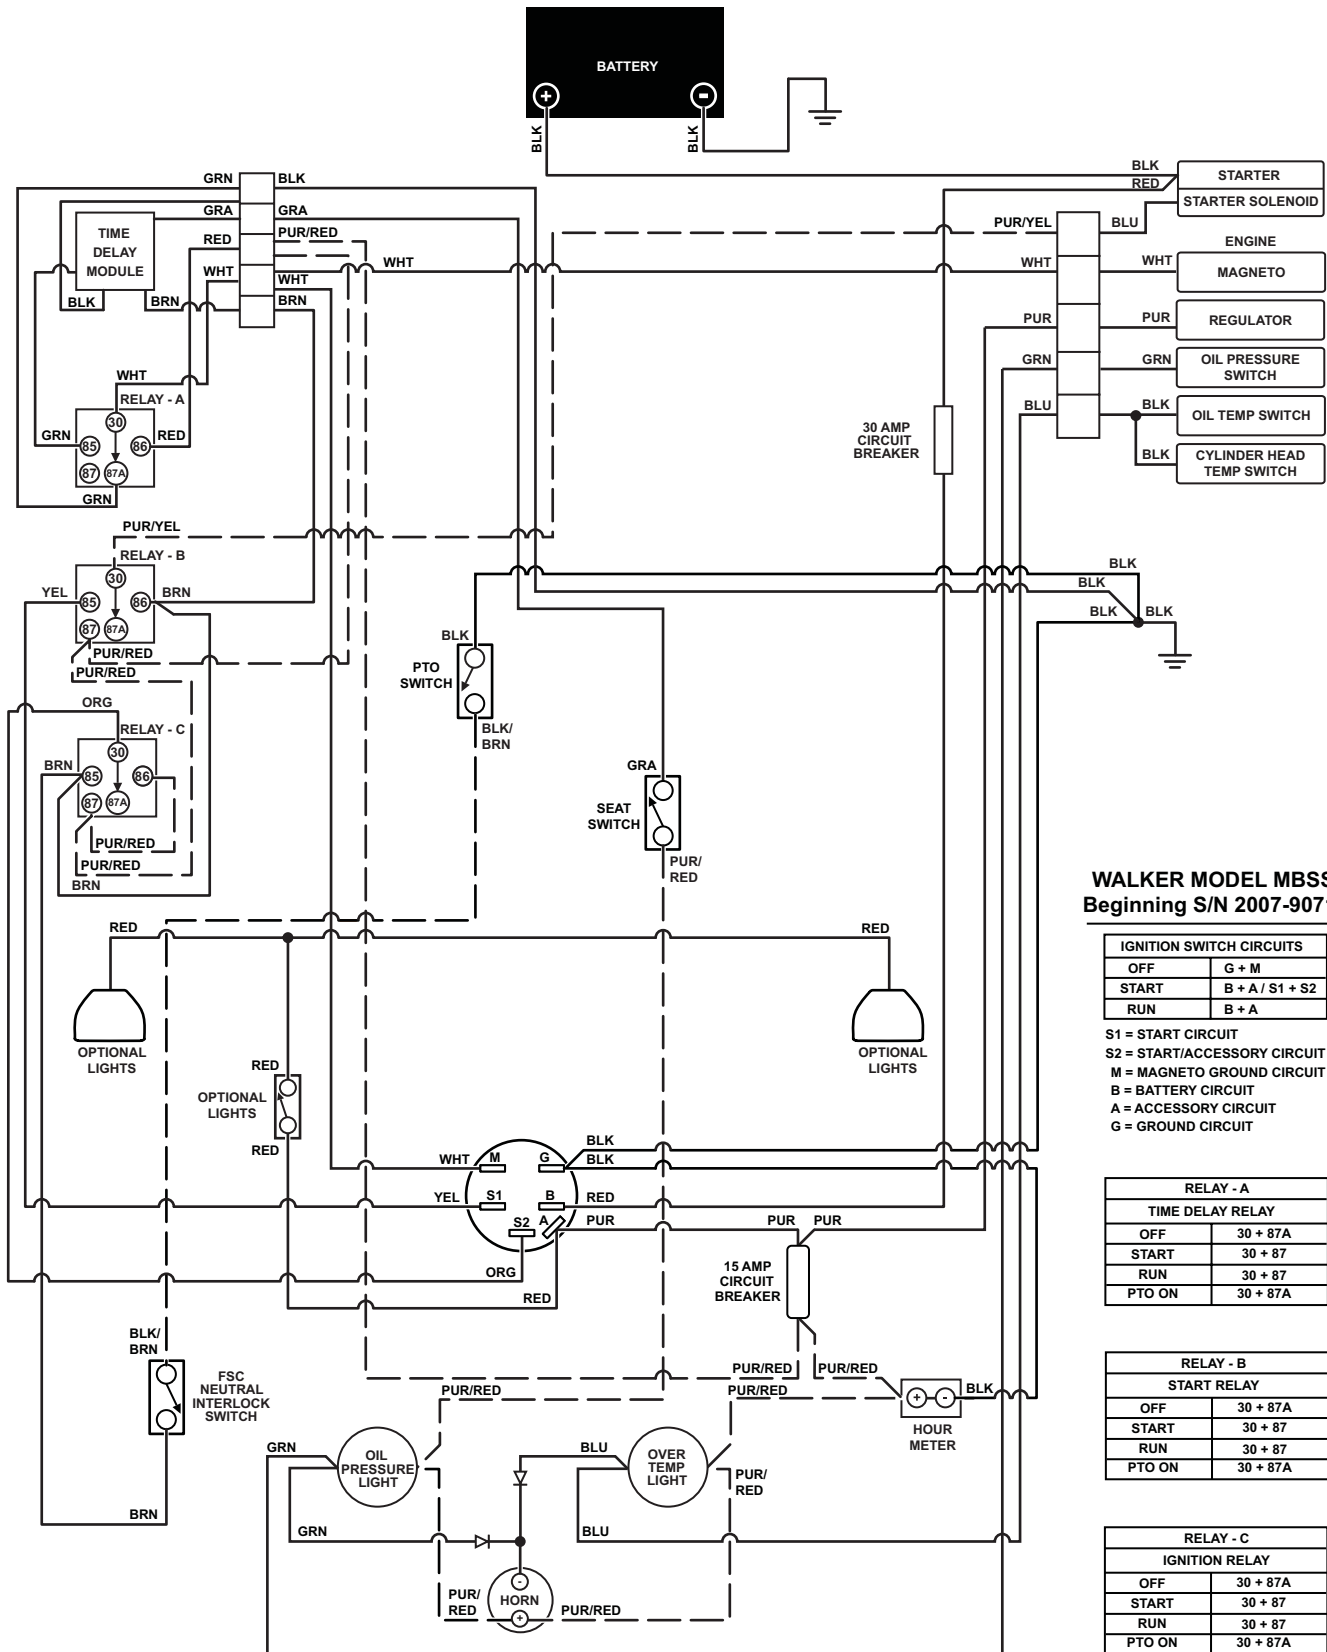 BATTERY
+
-
BLK
BLK
GRN
BLK
BLK
RED
STARTER
STARTER SOLENOID
GRA
GRA
PUR/YEL
BLU
TIME
DELAY
MODULE
RED
PUR/RED
ENGINE
WHT
WHT
WHT
WHT
MAGNETO
WHT
BLK
BRN
BRN
PUR
PUR
REGULATOR
GRN
GRN
OIL PRESSURE
SWITCH
WHT
RELAY - A
BLU
BLK
OIL TEMP SWITCH
30
GRN
85
86
RED
30 AMP
CIRCUIT
BREAKER
87
87A
BLK
CYLINDER HEAD
TEMP SWITCH
GRN
PUR/YEL
RELAY - B
30
YEL
85
86
BRN
87
87A
PUR/RED
PUR/RED
BLK
BLK
BLK
BLK
BLK
PTO
SWITCH
BLK/
BRN
ORG
RELAY - C
30
BRN
85
86
87
87A
PUR/RED
PUR/RED
BRN
GRA
SEAT
SWITCH
PUR/
RED
WALKER MODEL MBSS
Beginning S/N 2007-9071
RED
RED
IGNITION SWITCH CIRCUITS
OFF G + M
START B + A / S1 + S2
RUN B + A
S1 = START CIRCUIT
S2 = START/ACCESSORY CIRCUIT
M = MAGNETO GROUND CIRCUIT
B = BATTERY CIRCUIT
A = ACCESSORY CIRCUIT
G = GROUND CIRCUIT
OPTIONAL
LIGHTS
OPTIONAL
LIGHTS
RED
OPTIONAL
LIGHTS
RED
BLK
WHT
M
G
BLK
YEL
S1
B
RED
S2
A
PUR
PUR
PUR
ORG
RED
15 AMP
CIRCUIT
BREAKER
RELAY - A
TIME DELAY RELAY
OFF 30 + 87A
START 30 + 87
RUN 30 + 87
PTO ON 30 + 87A
BLK/
BRN
FSC
NEUTRAL
INTERLOCK
SWITCH
BRN
PUR/RED
PUR/RED
PUR/RED
PUR/RED
+
-
BLK
HOUR
METER
RELAY - B
START RELAY
OFF 30 + 87A
START 30 + 87
RUN 30 + 87
PTO ON 30 + 87A
GRN
OIL
PRESSURE
LIGHT
BLU
OVER
TEMP
LIGHT
PUR/
RED
GRN
BLU
-
HORN
+
PUR/
RED
PUR/RED
RELAY - C
IGNITION RELAY
OFF 30 + 87A
START 30 + 87
RUN 30 + 87
PTO ON 30 + 87A